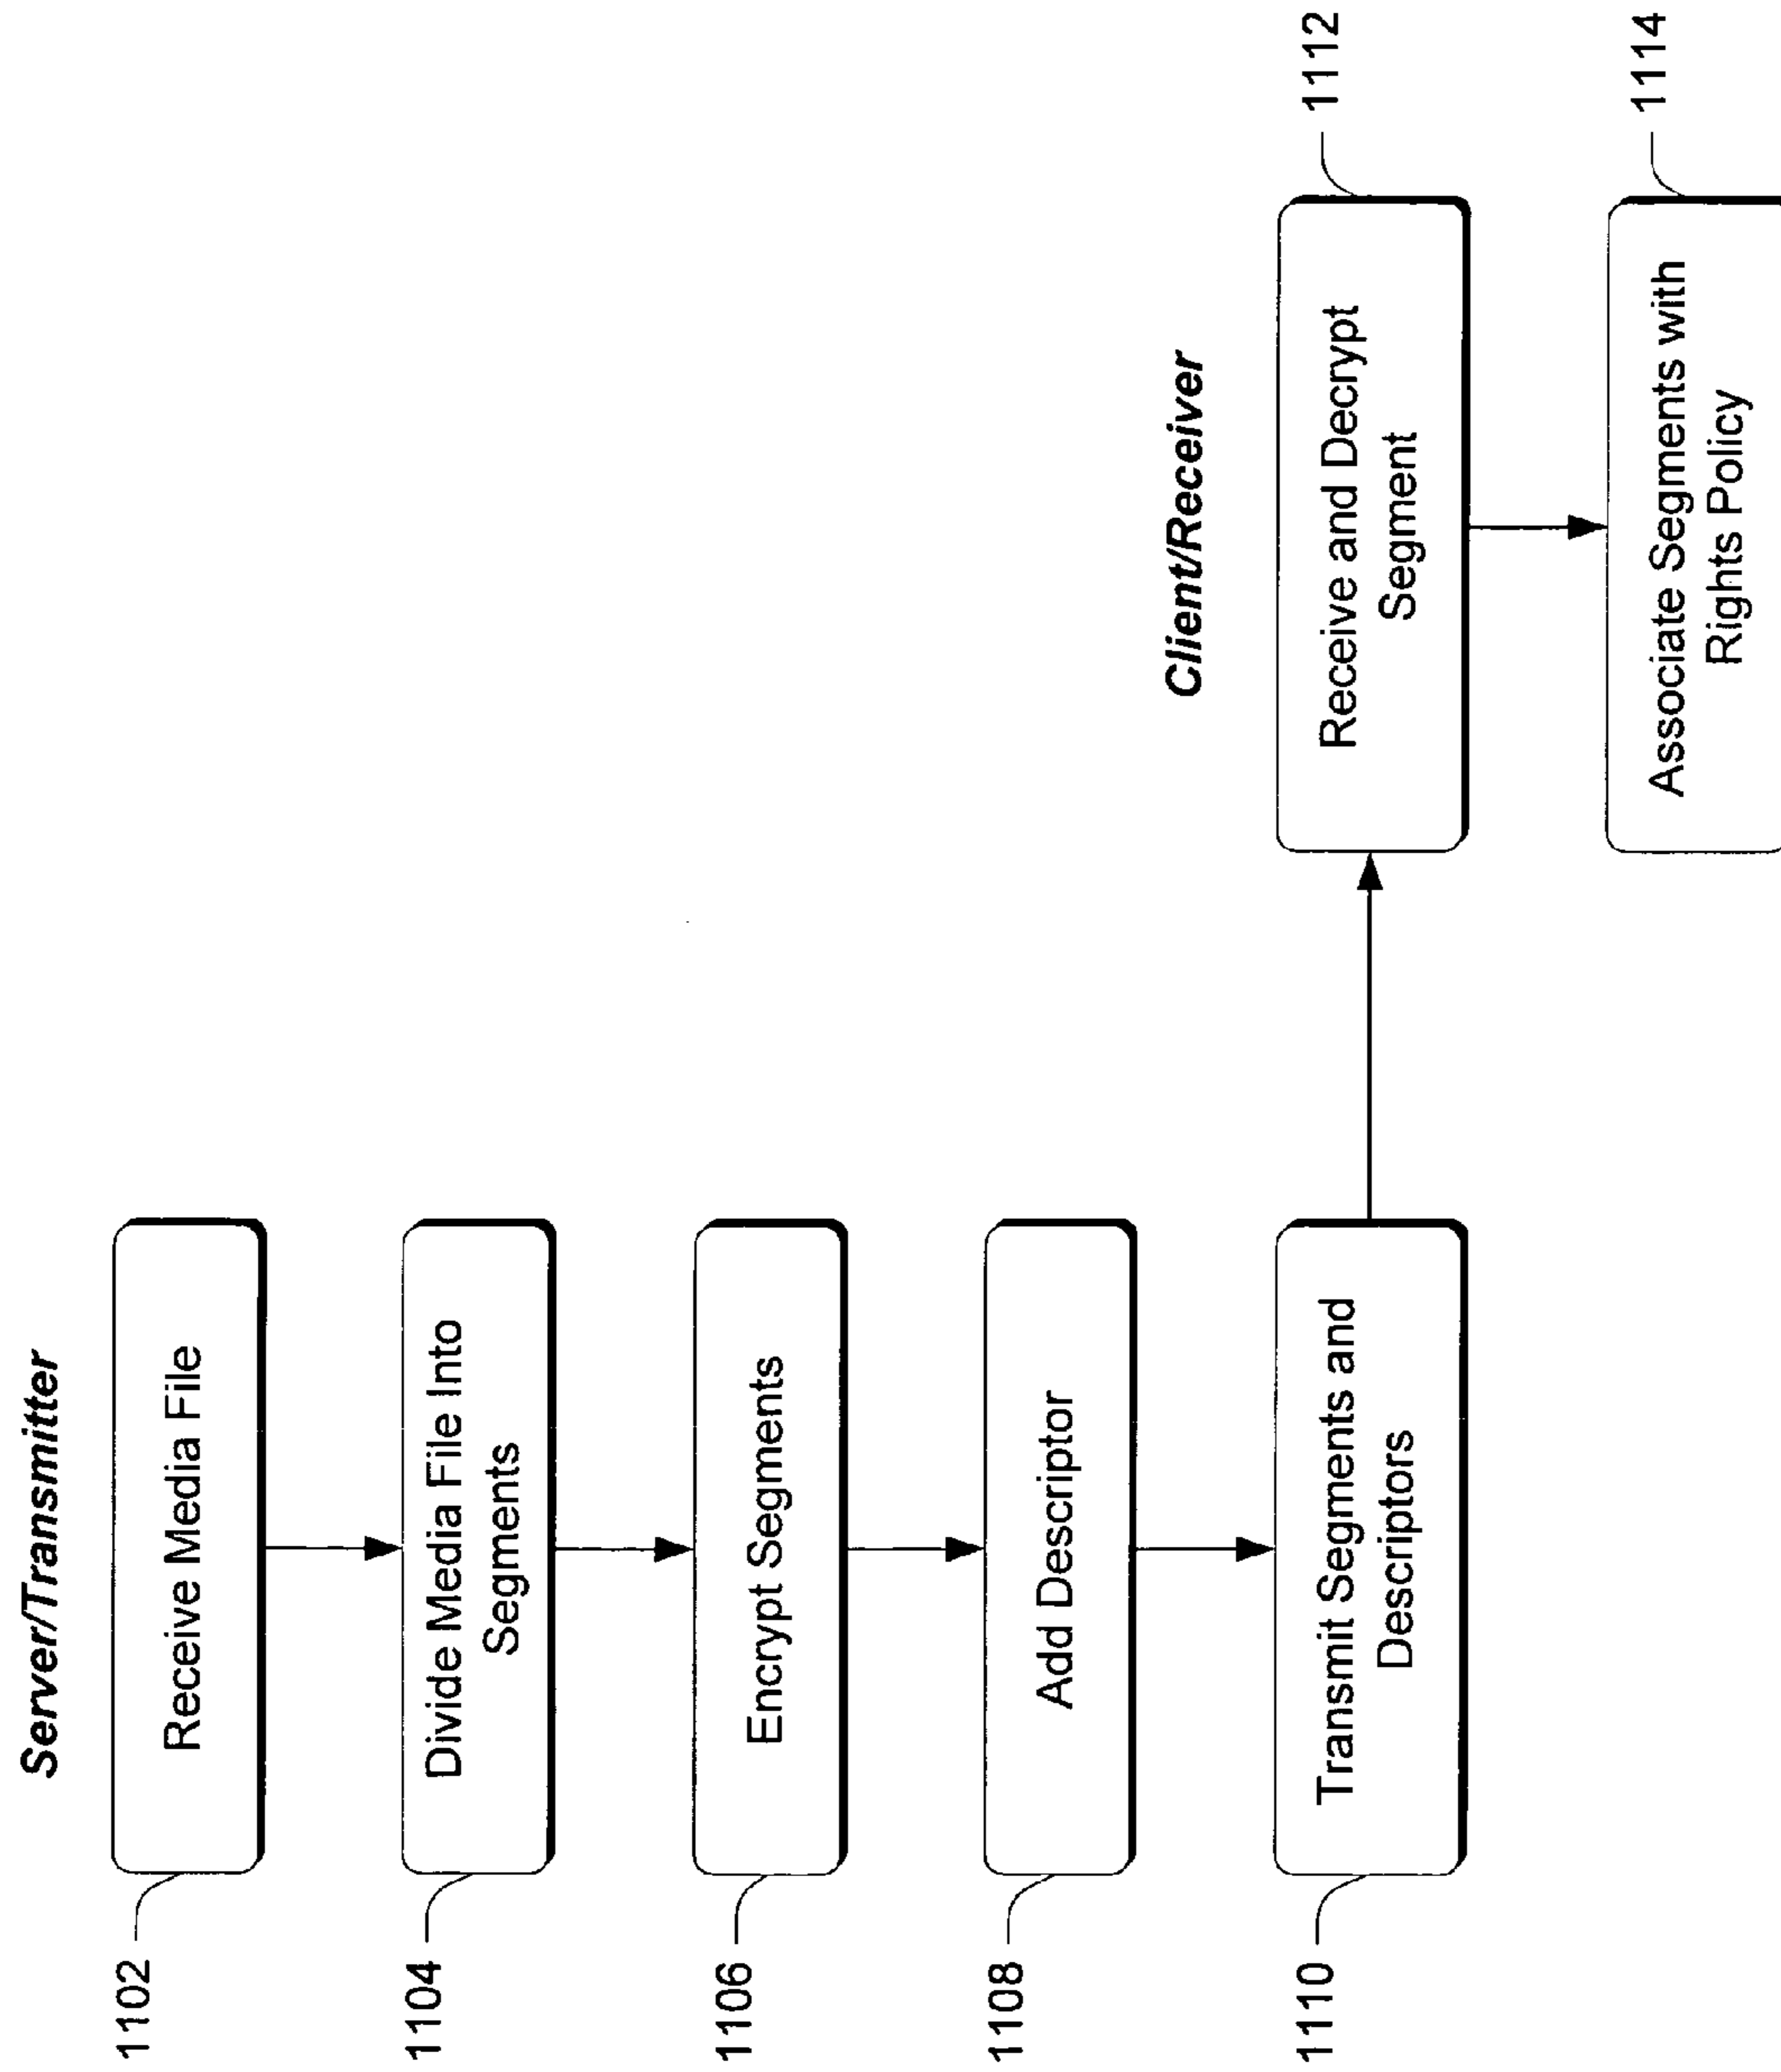 Server/Transmitter
1102
Receive Media File
1104
Divide Media File Into
Segments
1106
Encrypt Segments
1108
Add Descriptor
1110
Transmit Segments and
Descriptors
Client/Receiver
1112
Receive and Decrypt
Segment
1114
Associate Segments with
Rights Policy